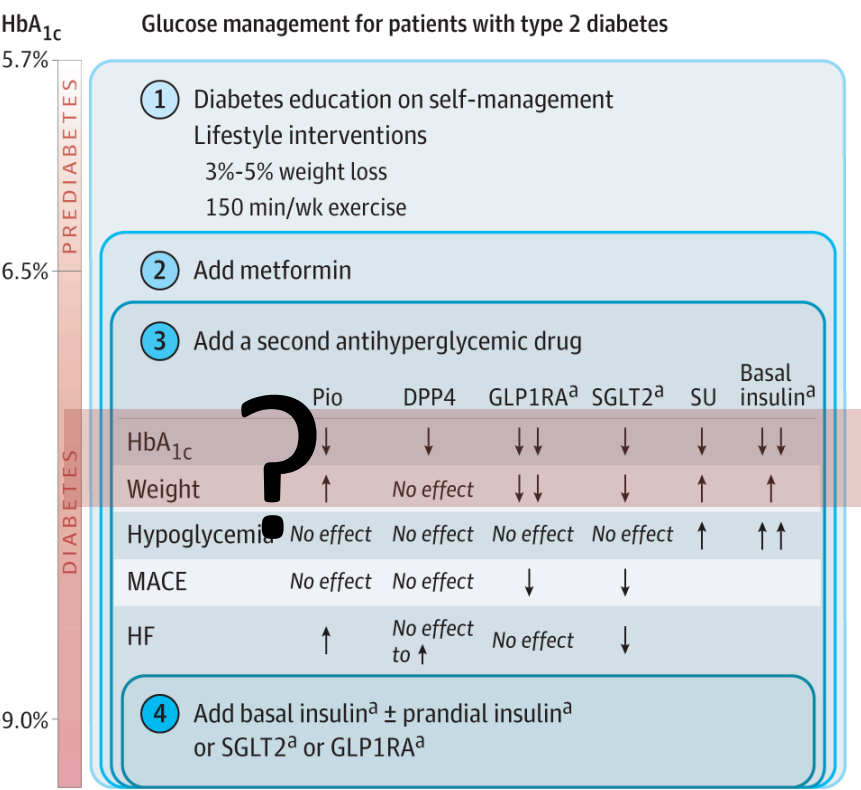 HbA1c
Glucose management for patients with type 2 diabetes
5.7%
PREDIABETES
1 Diabetes education on self-management
Lifestyle interventions
3%-5% weight loss
150 min/wk exercise
6.5%
2 Add metformin
DIABETES
3 Add a second antihyperglycemic drug
Pio DPP4 GLP1RAa SGLT2a SU Basal insulina
HbA1c ↓ ↓ ↓↓ ↓ ↓ ↓↓
Weight ↑ No effect ↓↓ ↓ ↑ ↑
Hypoglycemia No effect No effect No effect No effect ↑ ↑↑
MACE No effect No effect ↓ ↓
HF ↑ No effect to ↑ No effect ↓
?
9.0%
4 Add basal insulina ± prandial insulina
or SGLT2a or GLP1RAa